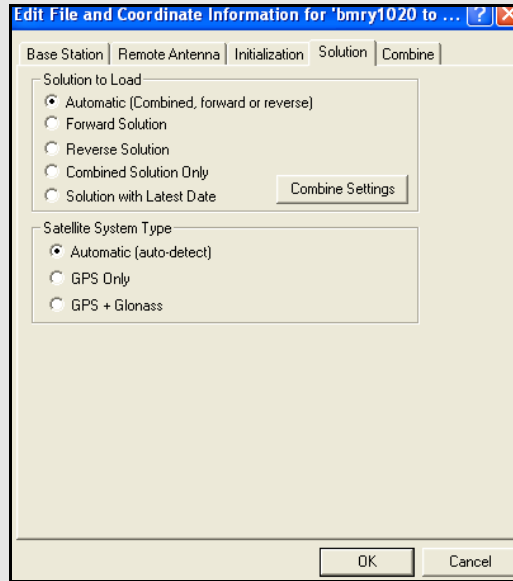 Edit File and Coordinate Information for 'bmry1020 to ... ? X
Base Station Remote Antenna Initialization Solution Combine
Solution to Load
Automatic (Combined, forward or reverse)
Forward Solution
Reverse Solution
Combined Solution Only
Solution with Latest Date
Combine Settings
Satellite System Type
Automatic (auto-detect)
GPS Only
GPS + Glonass
OK Cancel